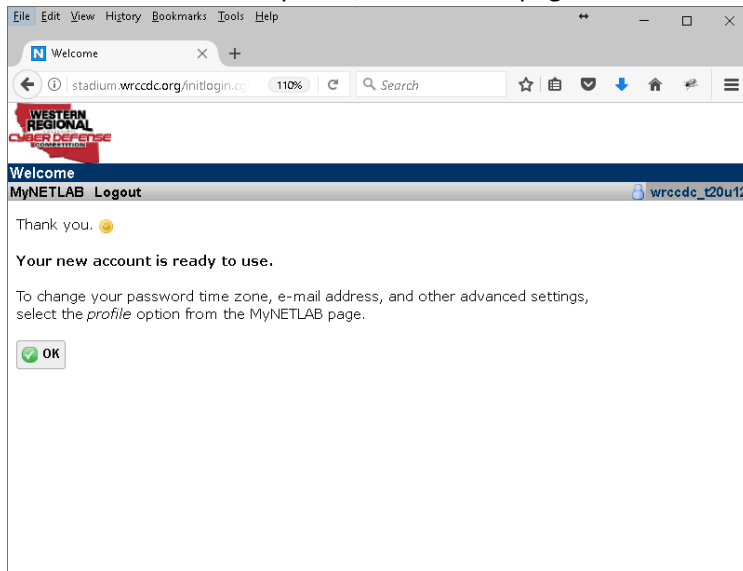 File Edit View History Bookmarks Tools Help
N Welcome
stadium.wrccdc.org/initlogin.cg 110% Search
WESTERN
REGIONAL
CYBER DEFENSE
COMPETITION
Welcome
MyNETLAB Logout wrccdc_t20u12
Thank you.
Your new account is ready to use.
To change your password time zone, e-mail address, and other advanced settings,
select the profile option from the MyNETLAB page.
OK